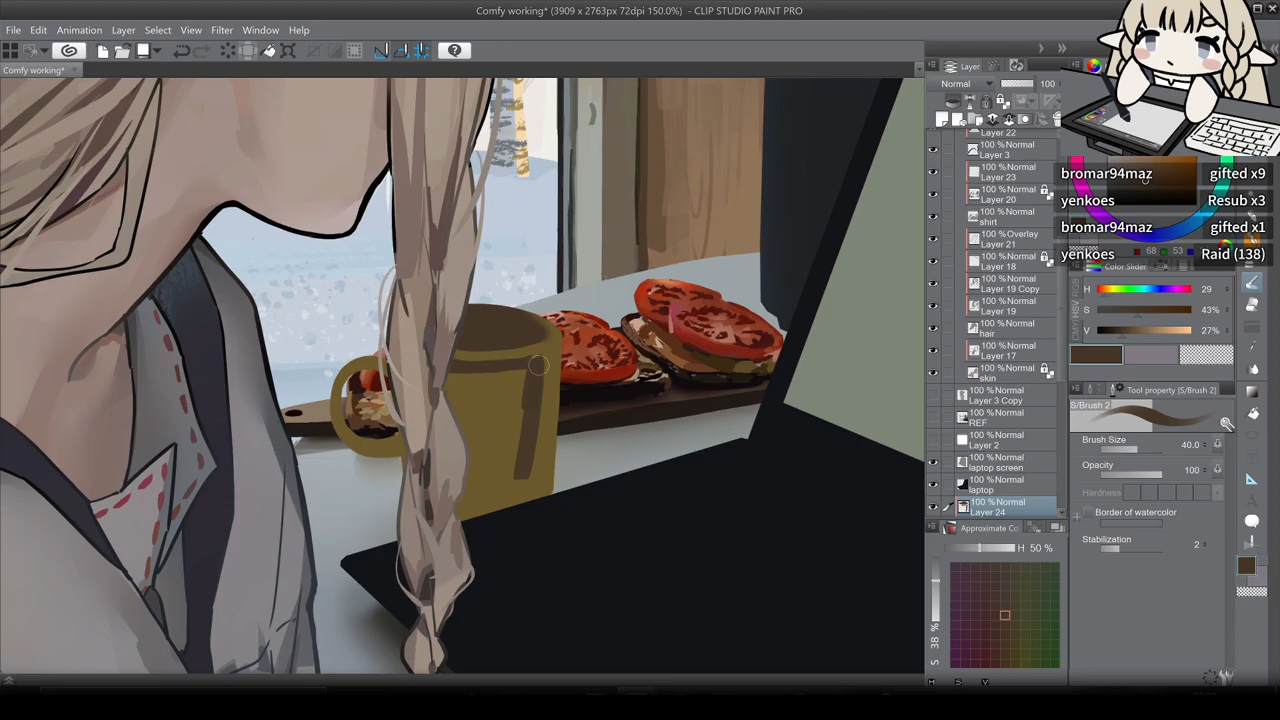 Comfy working* (3909 x 2763px 72dpi 150.0%)  - CLIP STUDIO PAINT PRO
File Edit Animation Layer Select View Filter Window Help
Comfy working*
Layer
Normal 100
Layer 22
100 %Normal
Layer 3
100 %Normal
Layer 23
100 %Normal
Layer 20
100 %Normal
shirt
100 %Overlay
Layer 21
100 %Normal
Layer 18
100 %Normal
Layer 19 Copy
100 %Normal
Layer 19
100 %Normal
hair
100 %Normal
Layer 17
100 %Normal
skin
100 %Normal
Layer 3 Copy
100 %Normal
REF
100 %Normal
Layer 2
100 %Normal
laptop screen
100 %Normal
laptop
100 %Normal
Layer 24
Approximate Co
H 50 %
S 38 %
bromar94maz gifted x9
yenkoes Resub x3
bromar94maz gifted x1
yenkoes Raid (138)
68 53
Color Slider
H 29
S 43%
V 27%
Tool property [S/Brush 2]
S/Brush 2
Brush Size 40.0
Opacity 100
Hardness
Border of watercolor
Stabilization 2